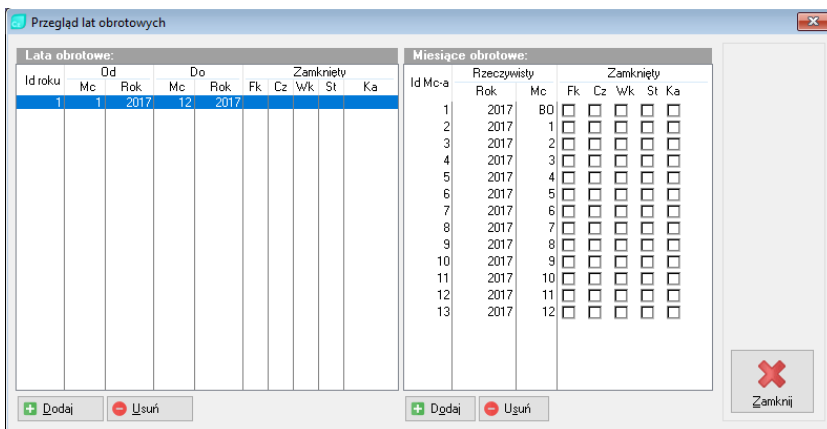 Przegląd lat obrotowych
Lata obrotowe:
Id roku Od Do Zamknięty
Mc Rok Mc Rok Fk Cz Wk St Ka
1 1 2017 12 2017
Dodaj Usuń
Miesiące obrotowe:
Id Mc-a Rzeczywisty Zamknięty
Rok Mc Fk Cz Wk St Ka
1 2017 BO
2 2017 1
3 2017 2
4 2017 3
5 2017 4
6 2017 5
7 2017 6
8 2017 7
9 2017 8
10 2017 9
11 2017 10
12 2017 11
13 2017 12
Dodaj Usuń
Zamknij